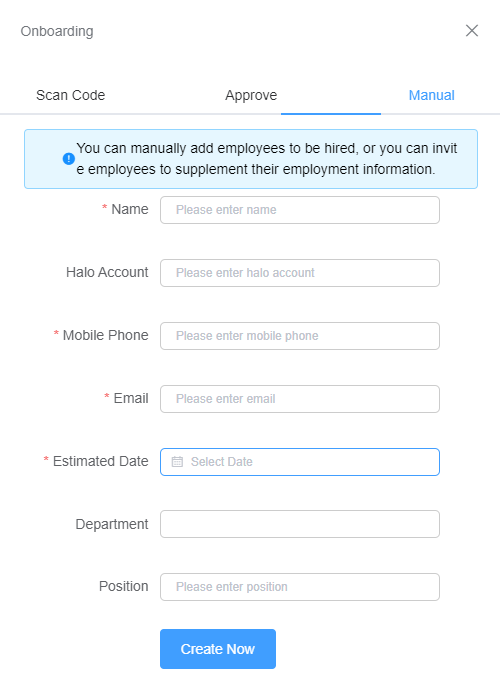 Onboarding
Scan Code Approve Manual
You can manually add employees to be hired, or you can invit
e employees to supplement their employment information.
* Name Please enter name
Halo Account Please enter halo account
* Mobile Phone Please enter mobile phone
* Email Please enter email
* Estimated Date Select Date
Department
Position Please enter position
Create Now